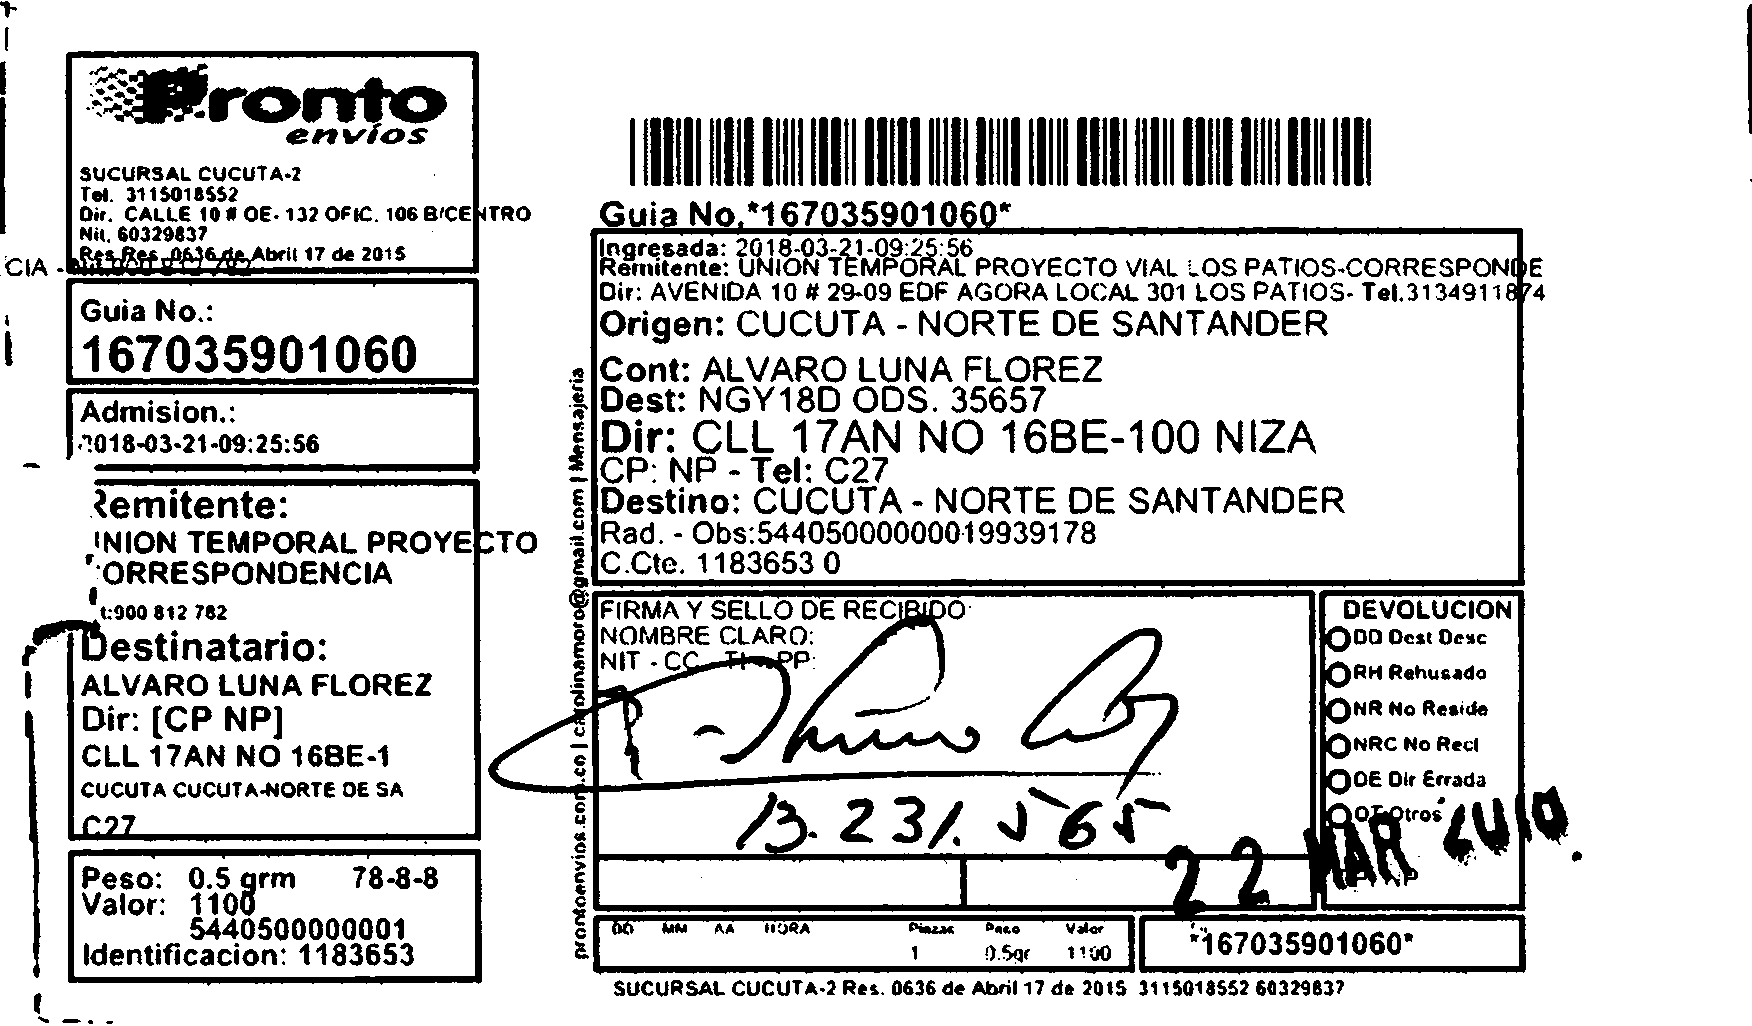 Pronto
envíos
SUCURSAL CUCUTA-2
Tel. 3115018552
Dir. CALLE 10 # OE- 132 OFIC. 106 B/CENTRO
Nit. 60329837
Res Res. 0636 de Abril 17 de 2015
CIA -
Guia No.:
167035901060
Admision.:
2018-03-21-09:25:56
Remitente:
UNION TEMPORAL PROYECTO
CORRESPONDENCIA
t:900 812 782
Destinatario:
ALVARO LUNA FLOREZ
Dir: [CP NP]
CLL 17AN NO 16BE-1
CUCUTA CUCUTA-NORTE DE SA
C27
Peso: 0.5 grm 78-8-8
Valor: 1100
5440500000001
Identificacion: 1183653
prontoenvios.com.co | carolinamoro@gmail.com | Mensajeria
Guia No.*167035901060*
Ingresada: 2018-03-21-09:25:56
Remitente: UNION TEMPORAL PROYECTO VIAL LOS PATIOS-CORRESPONDE
Dir: AVENIDA 10 # 29-09 EDF AGORA LOCAL 301 LOS PATIOS- Tel.3134911874
Origen: CUCUTA - NORTE DE SANTANDER
Cont: ALVARO LUNA FLOREZ
Dest: NGY18D ODS. 35657
Dir: CLL 17AN NO 16BE-100 NIZA
CP: NP - Tel: C27
Destino: CUCUTA - NORTE DE SANTANDER
Rad. - Obs:54405000000019939178
C.Cte. 1183653 0
FIRMA Y SELLO DE RECIBIDO
NOMBRE CLARO:
NIT - CC - TI - PP:
13.231.565
DEVOLUCION
DD Dest Desc
RH Rehusado
NR No Reside
NRC No Recl
DE Dir Errada
OT Otros
22 MAR 2018
DD MM AA HORA Piezas Peso Valor
1 0.5gr 1100
*167035901060*
SUCURSAL CUCUTA-2 Res. 0636 de Abril 17 de 2015 3115018552 60329837